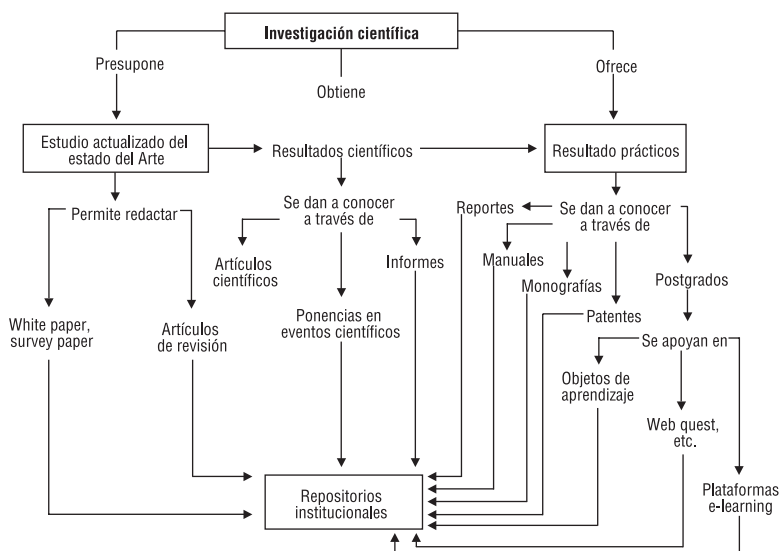 Investigación científica
Presupone
Obtiene
Ofrece
Estudio actualizado del
estado del Arte
Resultados científicos
Resultado prácticos
Permite redactar
Se dan a conocer
a través de
Reportes
Se dan a conocer
a través de
Artículos
científicos
Informes
Manuales
Monografías
Postgrados
White paper,
survey paper
Artículos
de revisión
Ponencias en
eventos científicos
Patentes
Se apoyan en
Objetos de
aprendizaje
Web quest,
etc.
Repositorios
institucionales
Plataformas
e-learning